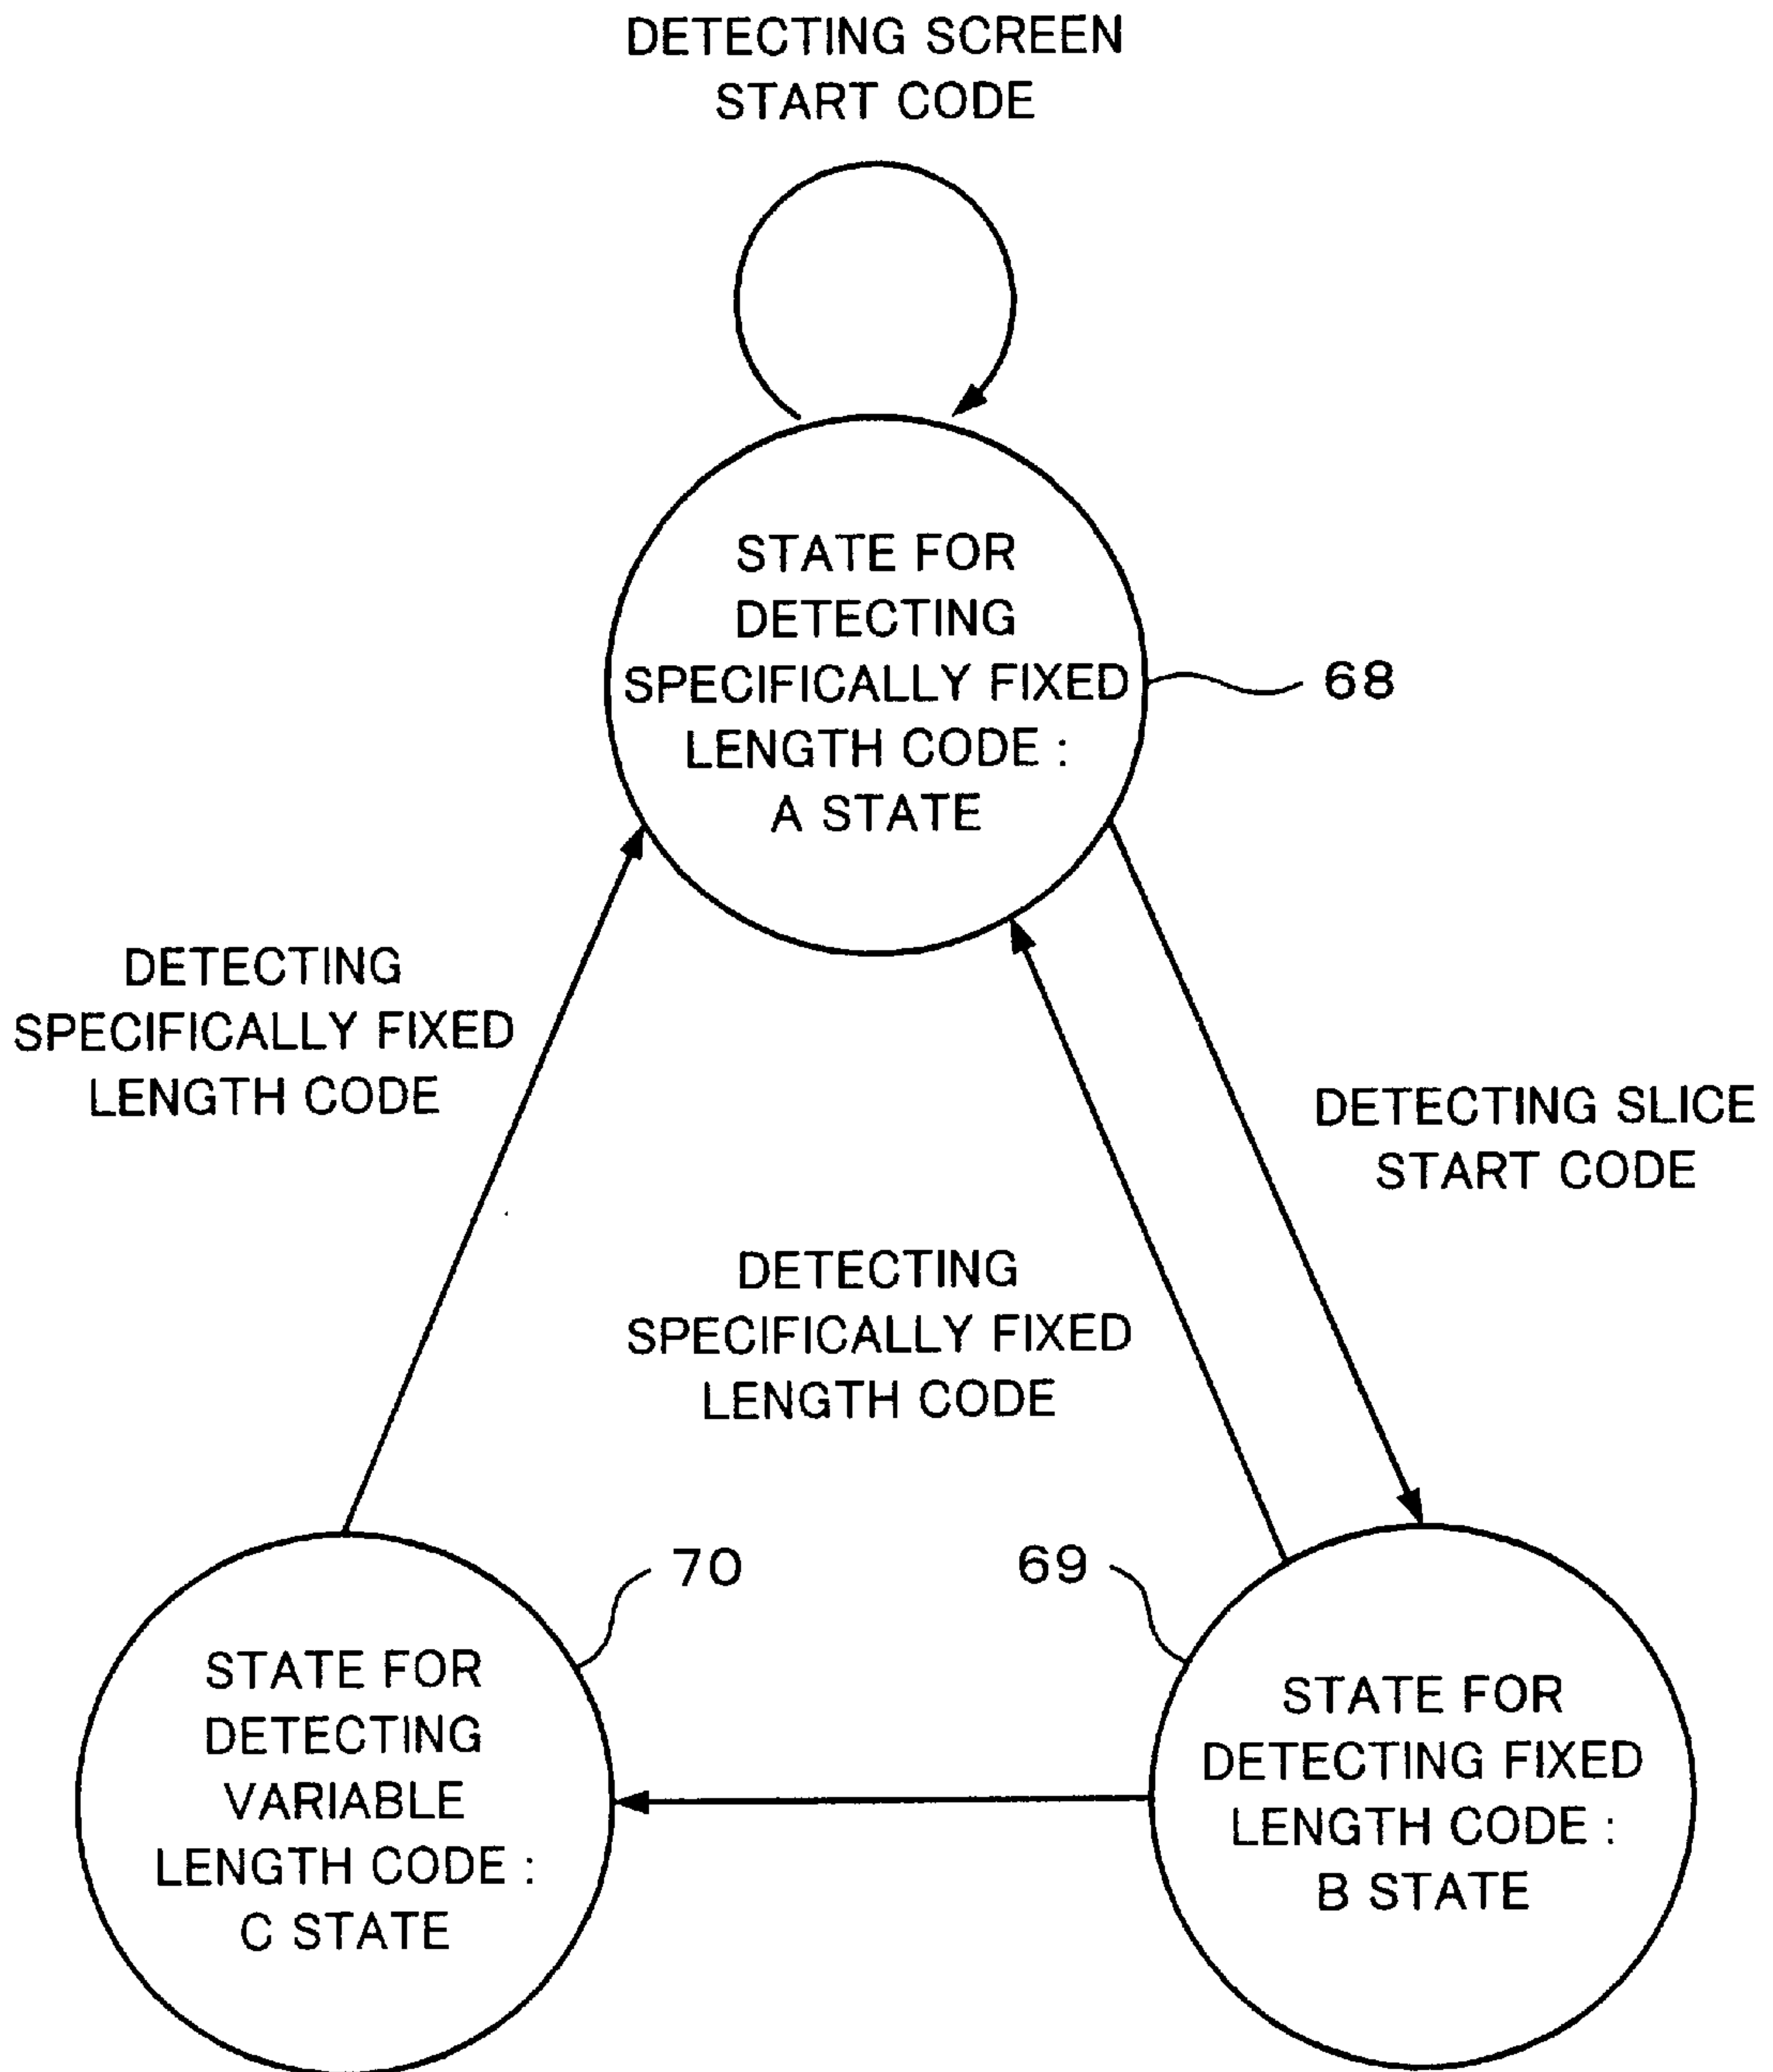 DETECTING SCREEN
START CODE
STATE FOR
DETECTING
SPECIFICALLY FIXED
LENGTH CODE :
A STATE
68
DETECTING
SPECIFICALLY FIXED
LENGTH CODE
DETECTING SLICE
START CODE
DETECTING
SPECIFICALLY FIXED
LENGTH CODE
70
69
STATE FOR
DETECTING
VARIABLE
LENGTH CODE :
C STATE
STATE FOR
DETECTING FIXED
LENGTH CODE :
B STATE